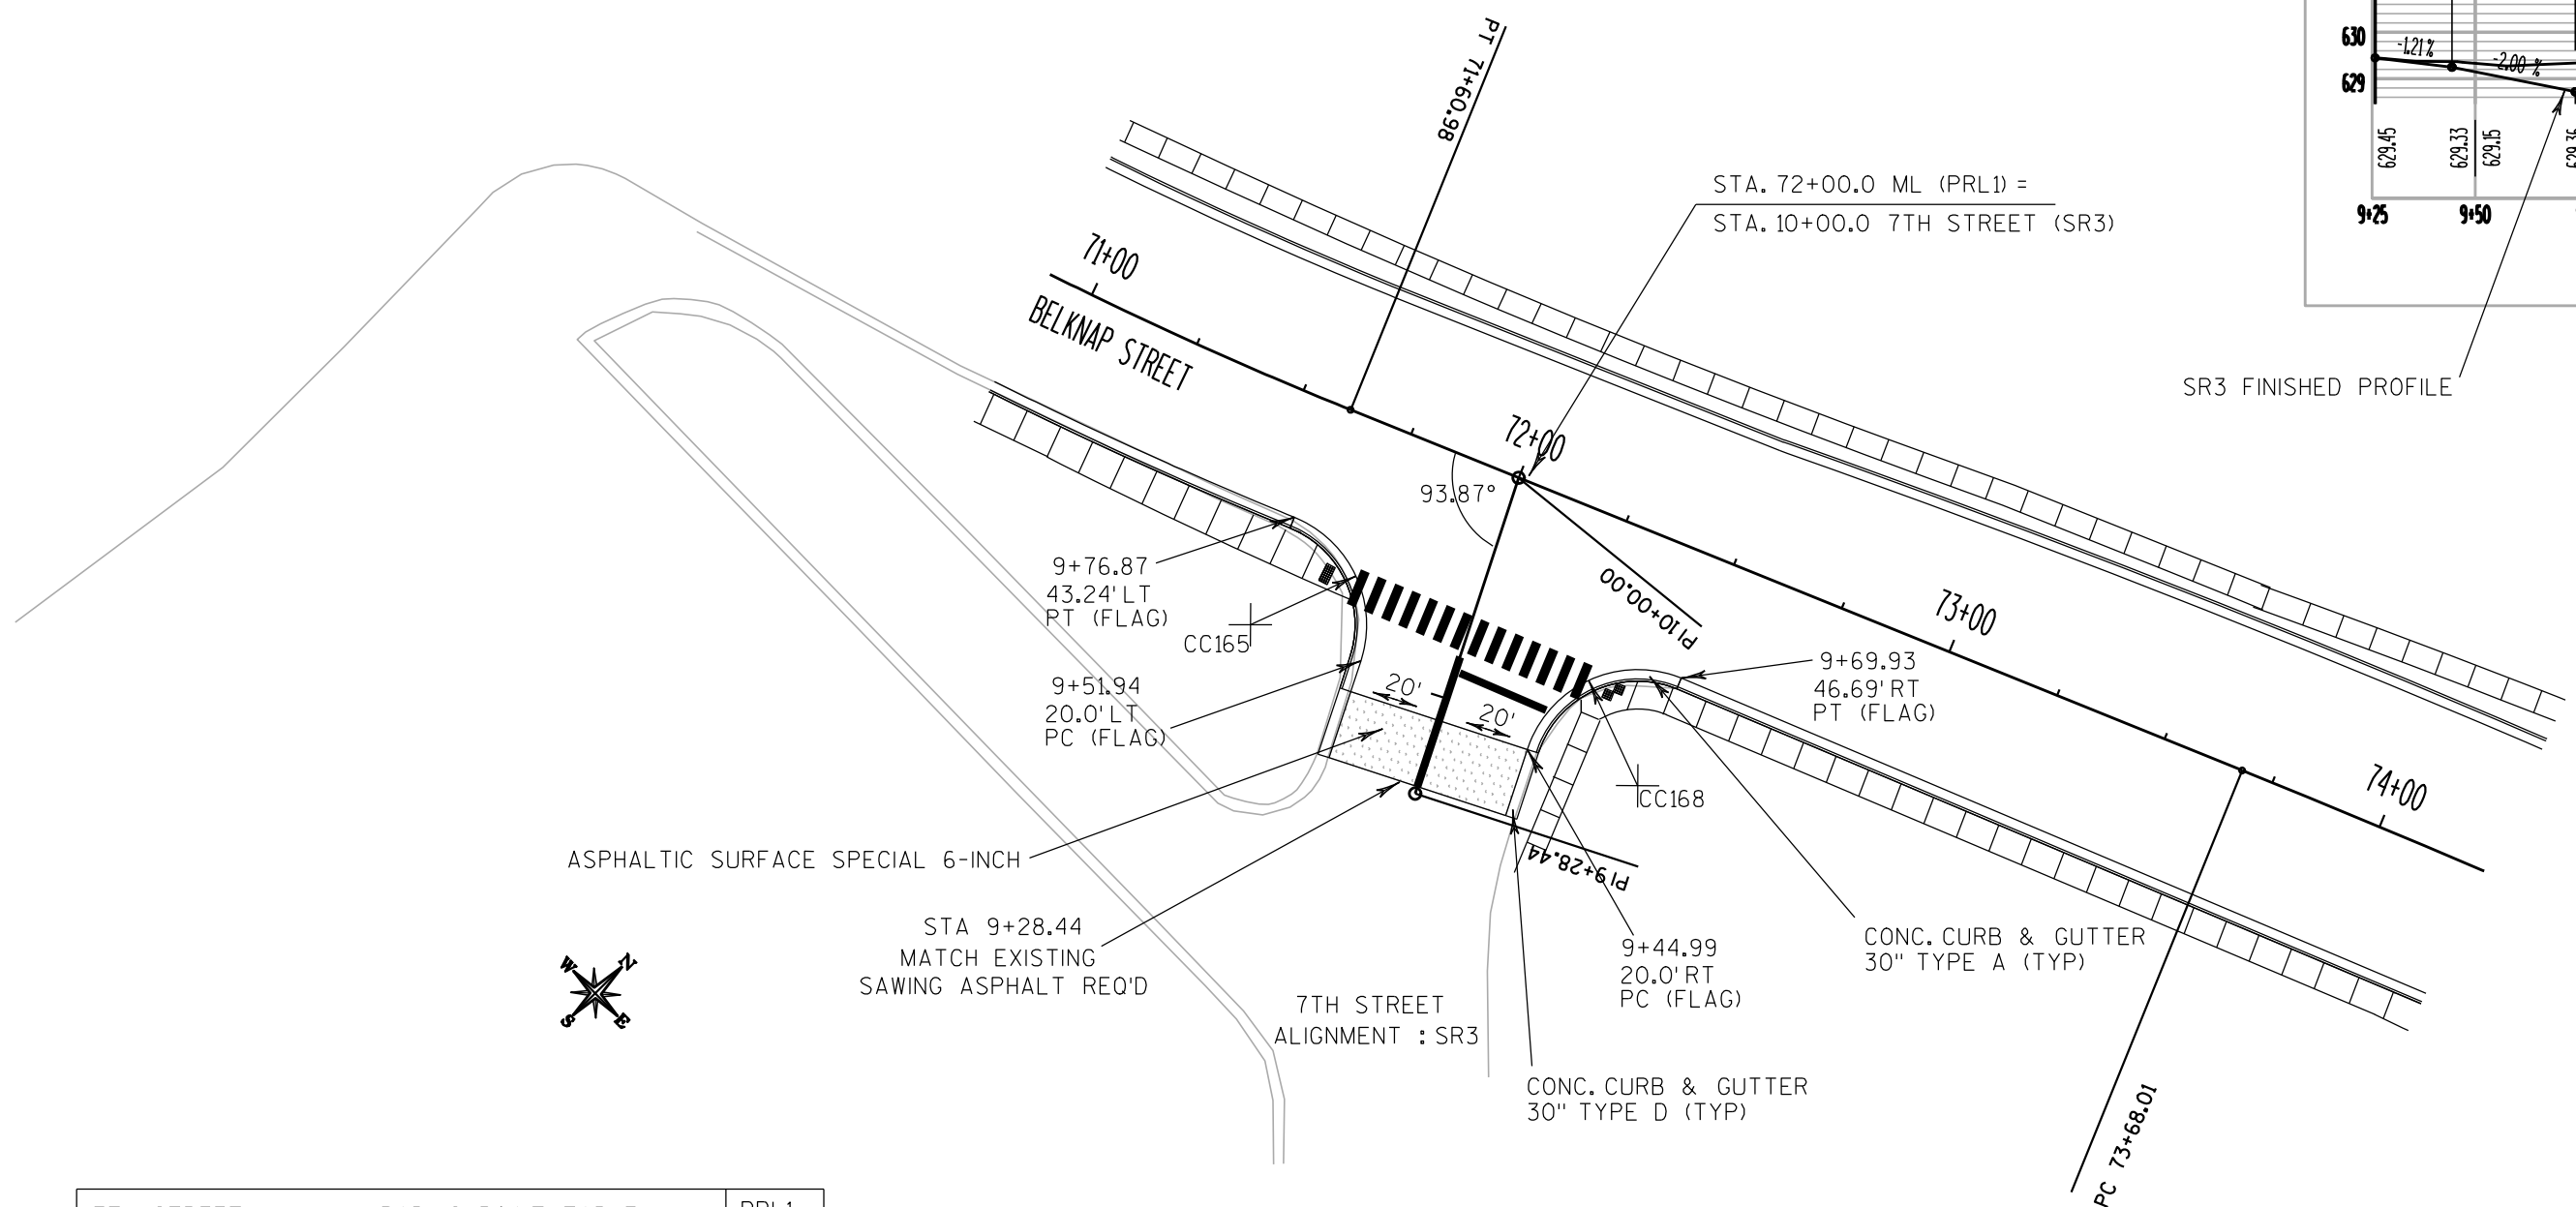 PT 71+60.98
630
629
-1.21%
-2.00 %
629.45
629.33
629.15
9+25
9+50
STA. 72+00.0 ML (PRL1) =
STA. 10+00.0 7TH STREET (SR3)
71+00
BELKNAP STREET
SR3 FINISHED PROFILE
72+00
93.87°
9+76.87
43.24' LT
PT (FLAG)
CC165
PI 10+00.00
73+00
9+51.94
20.0' LT
PC (FLAG)
20'
20'
9+69.93
46.69' RT
PT (FLAG)
CC168
74+00
ASPHALTIC SURFACE SPECIAL 6-INCH
PI 9+28.44
STA 9+28.44
MATCH EXISTING
SAWING ASPHALT REQ'D
9+44.99
20.0' RT
PC (FLAG)
CONC. CURB & GUTTER
30" TYPE A (TYP)
W N
S E
7TH STREET
ALIGNMENT : SR3
CONC. CURB & GUTTER
30" TYPE D (TYP)
PC 73+68.01
PRL1